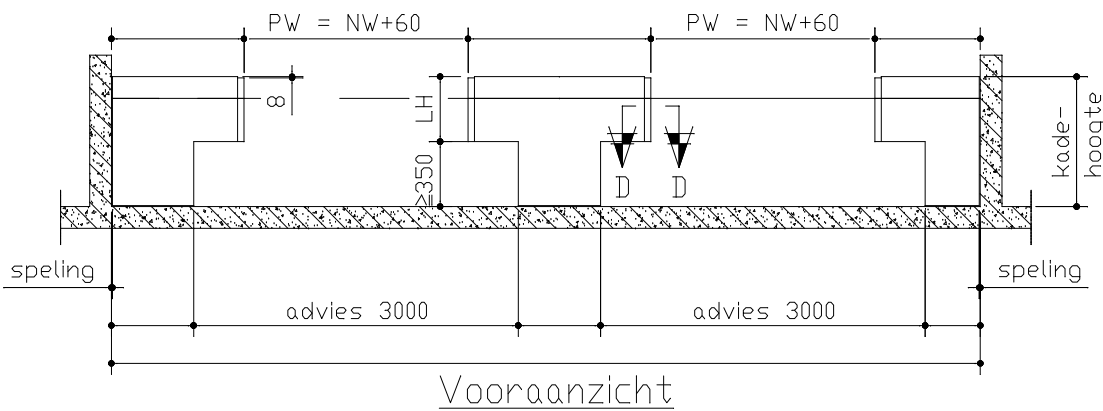 PW = NW+60
PW = NW+60
8
LH
≥350
D
D
kade-
hoogte
speling
speling
advies 3000
advies 3000
Vooraanzicht